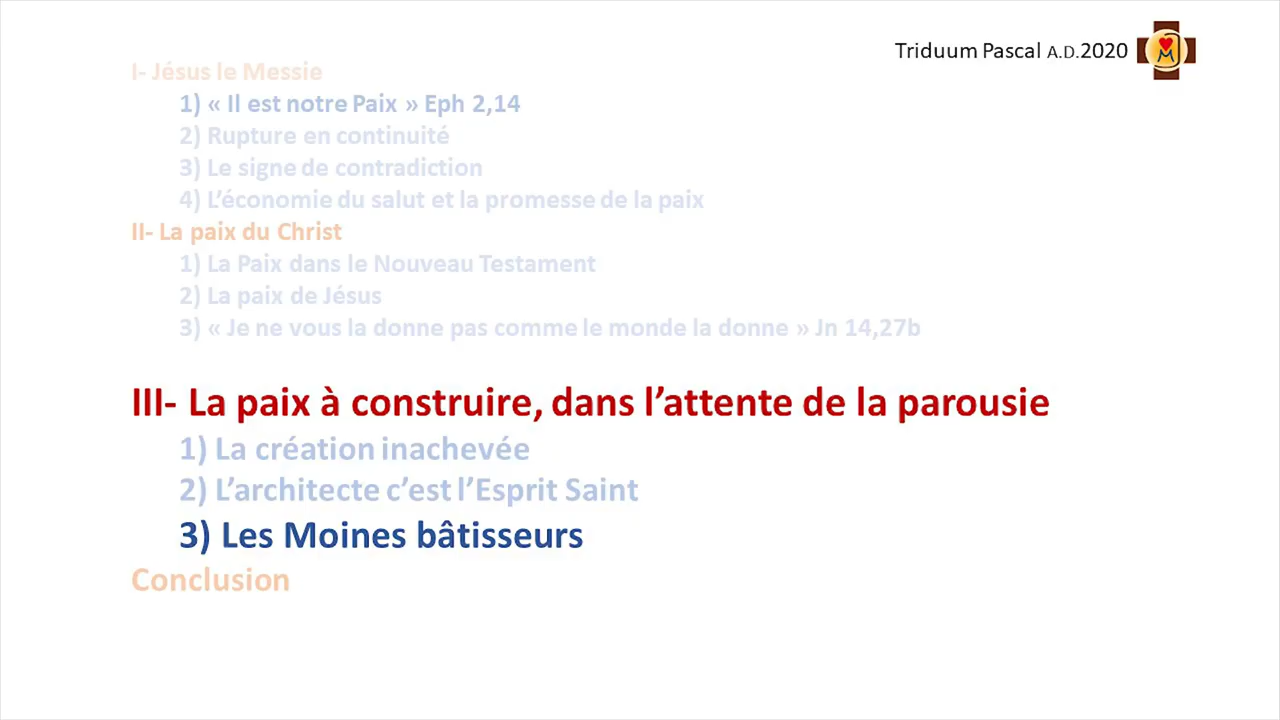 Triduum Pascal A.D.2020
I- Jésus le Messie
1) « Il est notre Paix » Eph 2,14
2) Rupture en continuité
3) Le signe de contradiction
4) L’économie du salut et la promesse de la paix
II- La paix du Christ
1) La Paix dans le Nouveau Testament
2) La paix de Jésus
3) « Je ne vous la donne pas comme le monde la donne » Jn 14,27b
III- La paix à construire, dans l’attente de la parousie
1) La création inachevée
2) L’architecte c’est l’Esprit Saint
3) Les Moines bâtisseurs
Conclusion